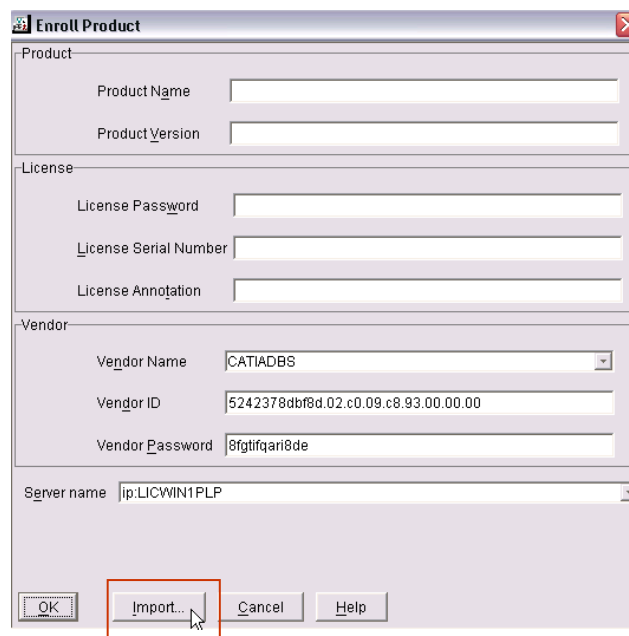 Enroll Product
Product
Product Name
Product Version
License
License Password
License Serial Number
License Annotation
Vendor
Vendor Name CATIADBS
Vendor ID 5242378dbf8d.02.c0.09.c8.93.00.00.00
Vendor Password 8fgtifqari8de
Server name ip:LICWIN1PLP
OK Import... Cancel Help